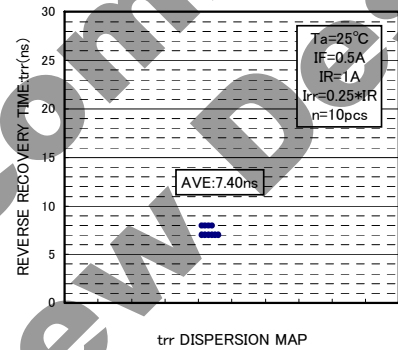 30
25
20
15
10
5
0
REVERSE RECOVERY TIME:trr(ns)
Ta=25°C
IF=0.5A
IR=1A
Irr=0.25*IR
n=10pcs
AVE:7.40ns
trr DISPERSION MAP